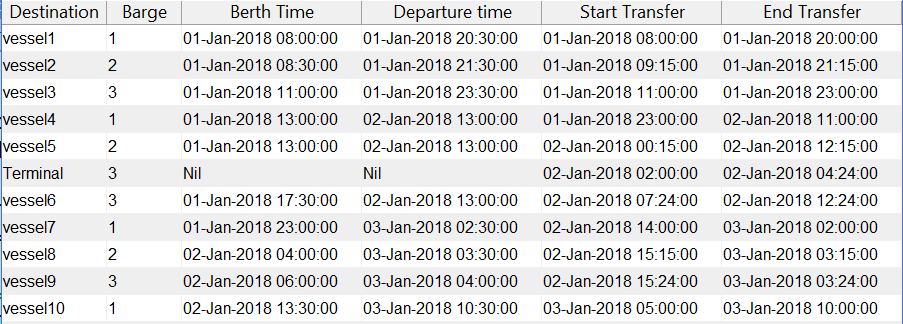 Destination Barge Berth Time Departure time Start Transfer End Transfer
vessel1 1 01-Jan-2018 08:00:00 01-Jan-2018 20:30:00 01-Jan-2018 08:00:00 01-Jan-2018 20:00:00
vessel2 2 01-Jan-2018 08:30:00 01-Jan-2018 21:30:00 01-Jan-2018 09:15:00 01-Jan-2018 21:15:00
vessel3 3 01-Jan-2018 11:00:00 01-Jan-2018 23:30:00 01-Jan-2018 11:00:00 01-Jan-2018 23:00:00
vessel4 1 01-Jan-2018 13:00:00 02-Jan-2018 13:00:00 01-Jan-2018 23:00:00 02-Jan-2018 11:00:00
vessel5 2 01-Jan-2018 13:00:00 02-Jan-2018 13:00:00 02-Jan-2018 00:15:00 02-Jan-2018 12:15:00
Terminal 3 Nil Nil 02-Jan-2018 02:00:00 02-Jan-2018 04:24:00
vessel6 3 01-Jan-2018 17:30:00 02-Jan-2018 13:00:00 02-Jan-2018 07:24:00 02-Jan-2018 12:24:00
vessel7 1 01-Jan-2018 23:00:00 03-Jan-2018 02:30:00 02-Jan-2018 14:00:00 03-Jan-2018 02:00:00
vessel8 2 02-Jan-2018 04:00:00 03-Jan-2018 03:30:00 02-Jan-2018 15:15:00 03-Jan-2018 03:15:00
vessel9 3 02-Jan-2018 06:00:00 03-Jan-2018 04:00:00 02-Jan-2018 15:24:00 03-Jan-2018 03:24:00
vessel10 1 02-Jan-2018 13:30:00 03-Jan-2018 10:30:00 03-Jan-2018 05:00:00 03-Jan-2018 10:00:00